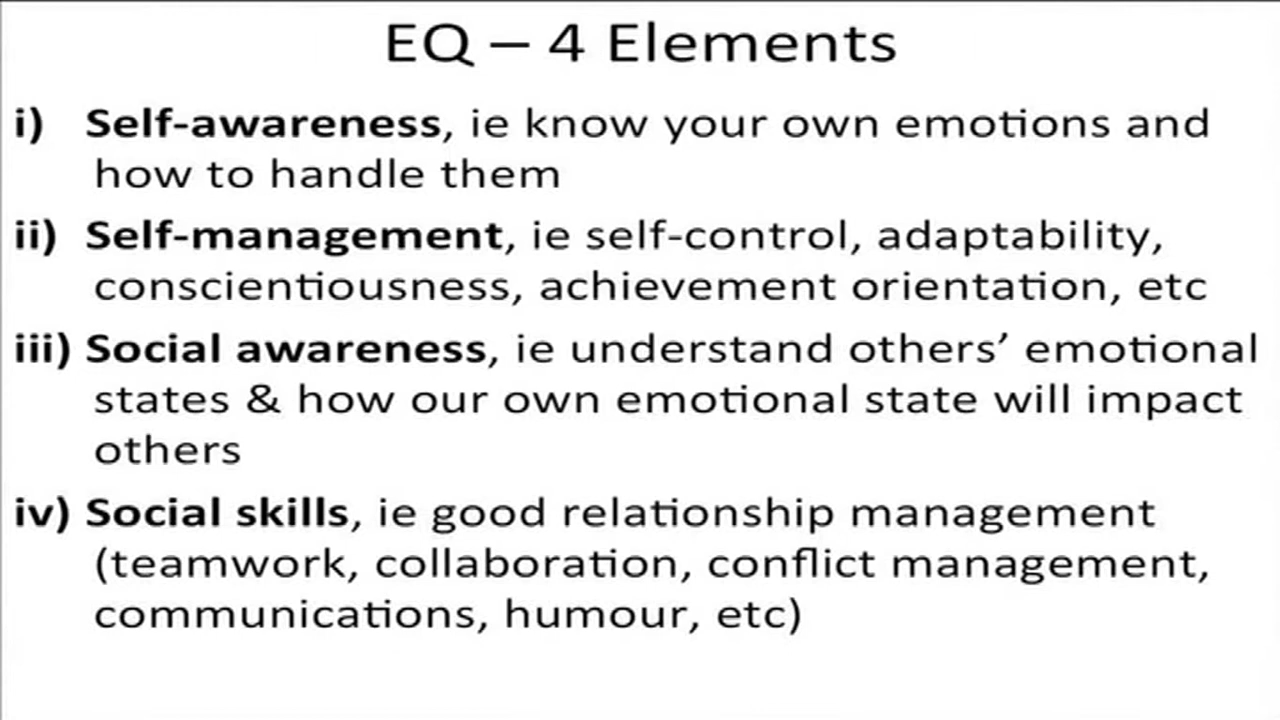 EQ – 4 Elements
i) Self-awareness, ie know your own emotions and
how to handle them
ii) Self-management, ie self-control, adaptability,
conscientiousness, achievement orientation, etc
iii) Social awareness, ie understand others’ emotional
states & how our own emotional state will impact
others
iv) Social skills, ie good relationship management
(teamwork, collaboration, conflict management,
communications, humour, etc)